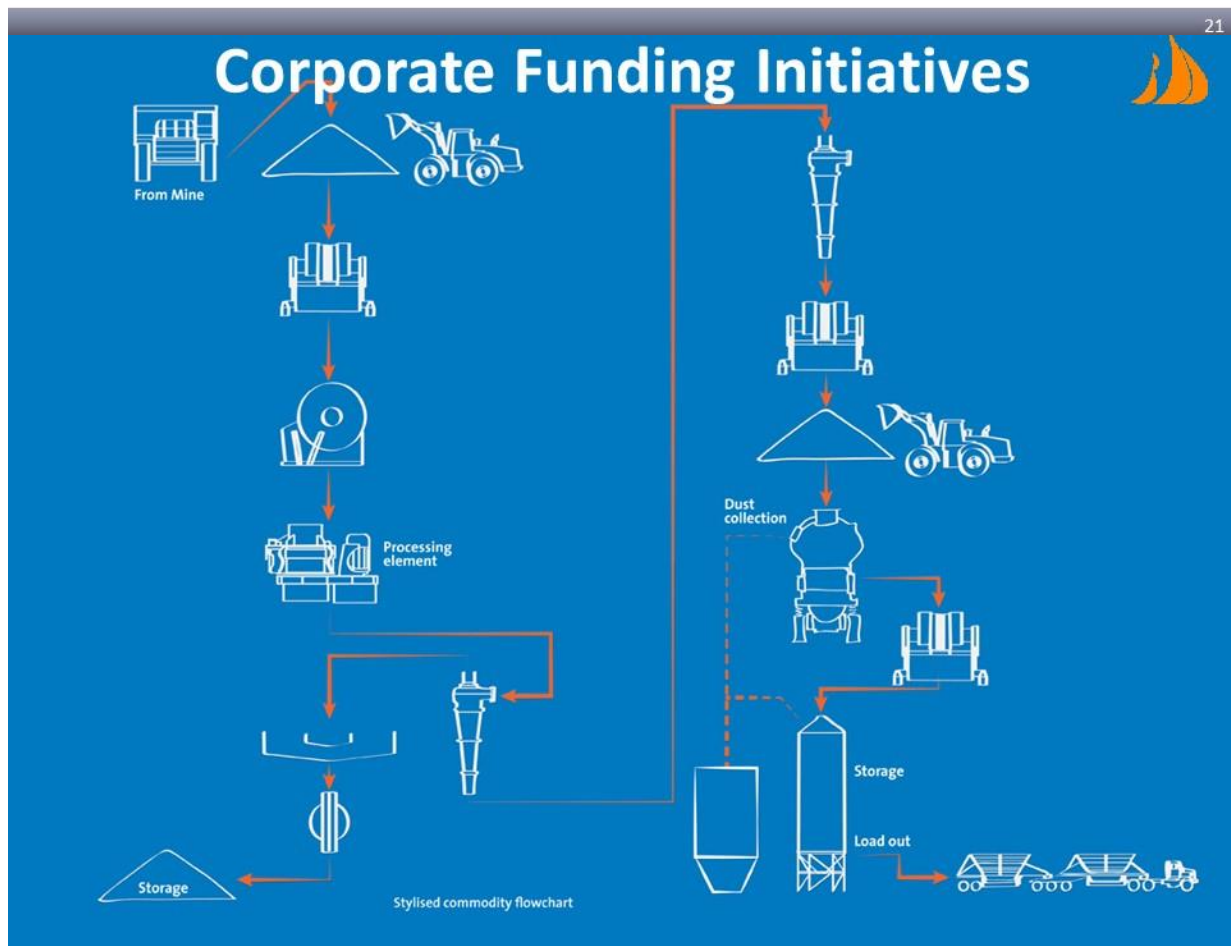 21
Corporate Funding Initiatives
From Mine
Processing
element
Storage
Stylised commodity flowchart
Dust
collection
Storage
Load out